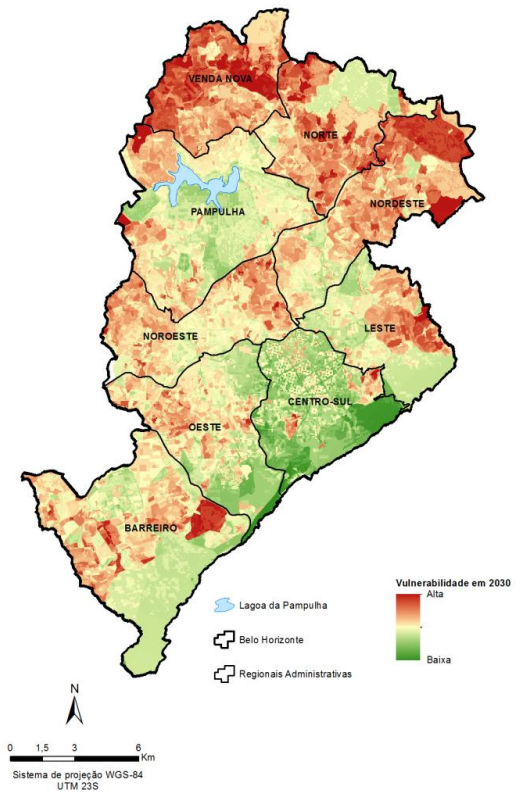 VENDA NOVA
NORTE
NORDESTE
PAMPULHA
NOROESTE
LESTE
CENTRO-SUL
OESTE
BARREIRO
Vulnerabilidade em 2030
Alta
Baixa
Lagoa da Pampulha
Belo Horizonte
Regionais Administrativas
N
0 1,5 3 6
Km
Sistema de projeção WGS-84
UTM 23S